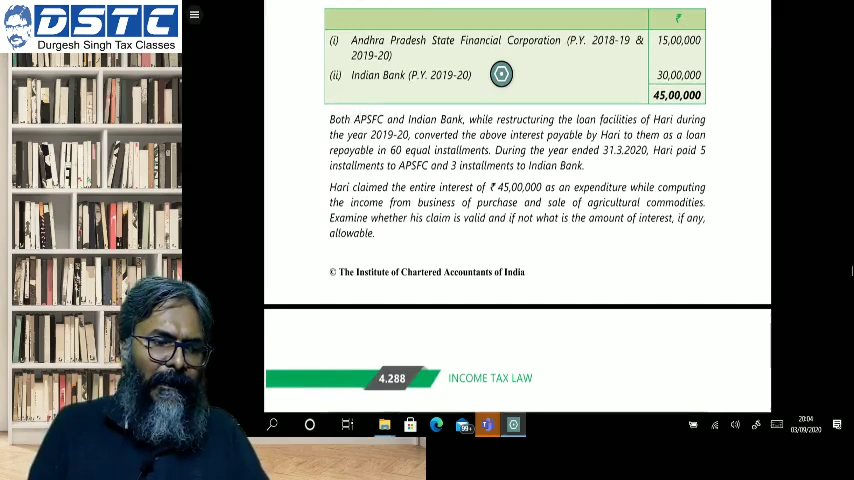 DSTC
Durgesh Singh Tax Classes
₹
(i) Andhra Pradesh State Financial Corporation (P.Y. 2018-19 & 15,00,000
2019-20)
(ii) Indian Bank (P.Y. 2019-20) 30,00,000
45,00,000
Both APSFC and Indian Bank, while restructuring the loan facilities of Hari during
the year 2019-20, converted the above interest payable by Hari to them as a loan
repayable in 60 equal installments. During the year ended 31.3.2020, Hari paid 5
installments to APSFC and 3 installments to Indian Bank.
Hari claimed the entire interest of ₹ 45,00,000 as an expenditure while computing
the income from business of purchase and sale of agricultural commodities.
Examine whether his claim is valid and if not what is the amount of interest, if any,
allowable.
© The Institute of Chartered Accountants of India
4.288 INCOME TAX LAW
99+
20:04
03/09/2020